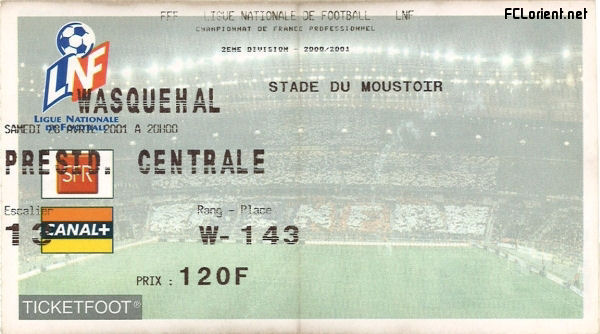 FCLorient.net
FFF LIGUE NATIONALE DE FOOTBALL LNF
CHAMPIONNAT DE FRANCE PROFESSIONNEL
2EME DIVISION - 2000/2001
LNF
LIGUE NATIONALE
DE FOOTBALL
WASQUEHAL
STADE DU MOUSTOIR
SAMEDI AVRIL 2001 A 20H00
PRESID. CENTRALE
SFR
Escalier
Rang - Place
13
CANAL+
W- 143
PRIX : 120F
TICKETFOOT®